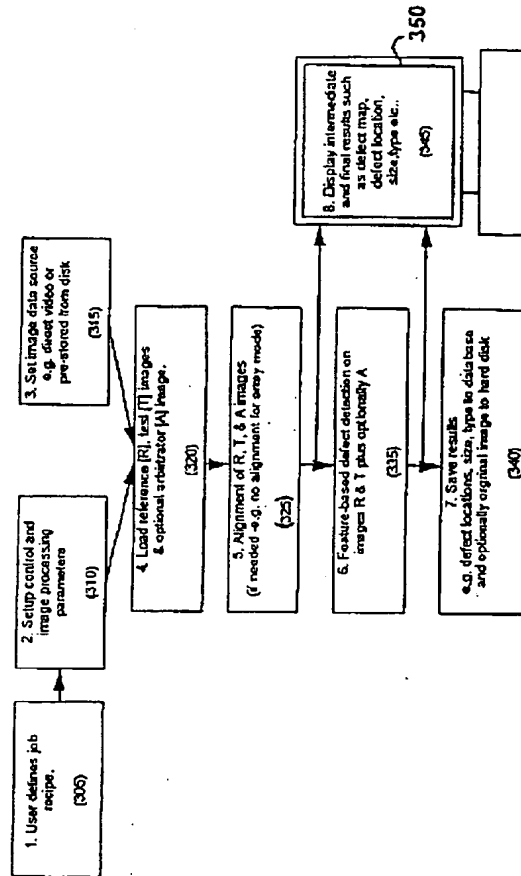 1. User defines job
recipe.
(305)
2. Setup control and
image processing
parameters
(310)
3. Set image data source
e.g. direct video or
pre-stored from disk
(315)
4. Load reference [R], test [T] images
& optional arbitrator [A] image.
(320)
5. Alignment of R, T, & A images
(if needed -e.g. no alignment for array mode)
(325)
6. Feature-based defect detection on
images R & T plus optionally A
(335)
7. Save results
e.g. defect locations, size, type to database
and optionally orginal image to hard disk
(340)
8. Display intermediate
and final results such
as defect map,
defect location,
size,type etc..
(345)
350